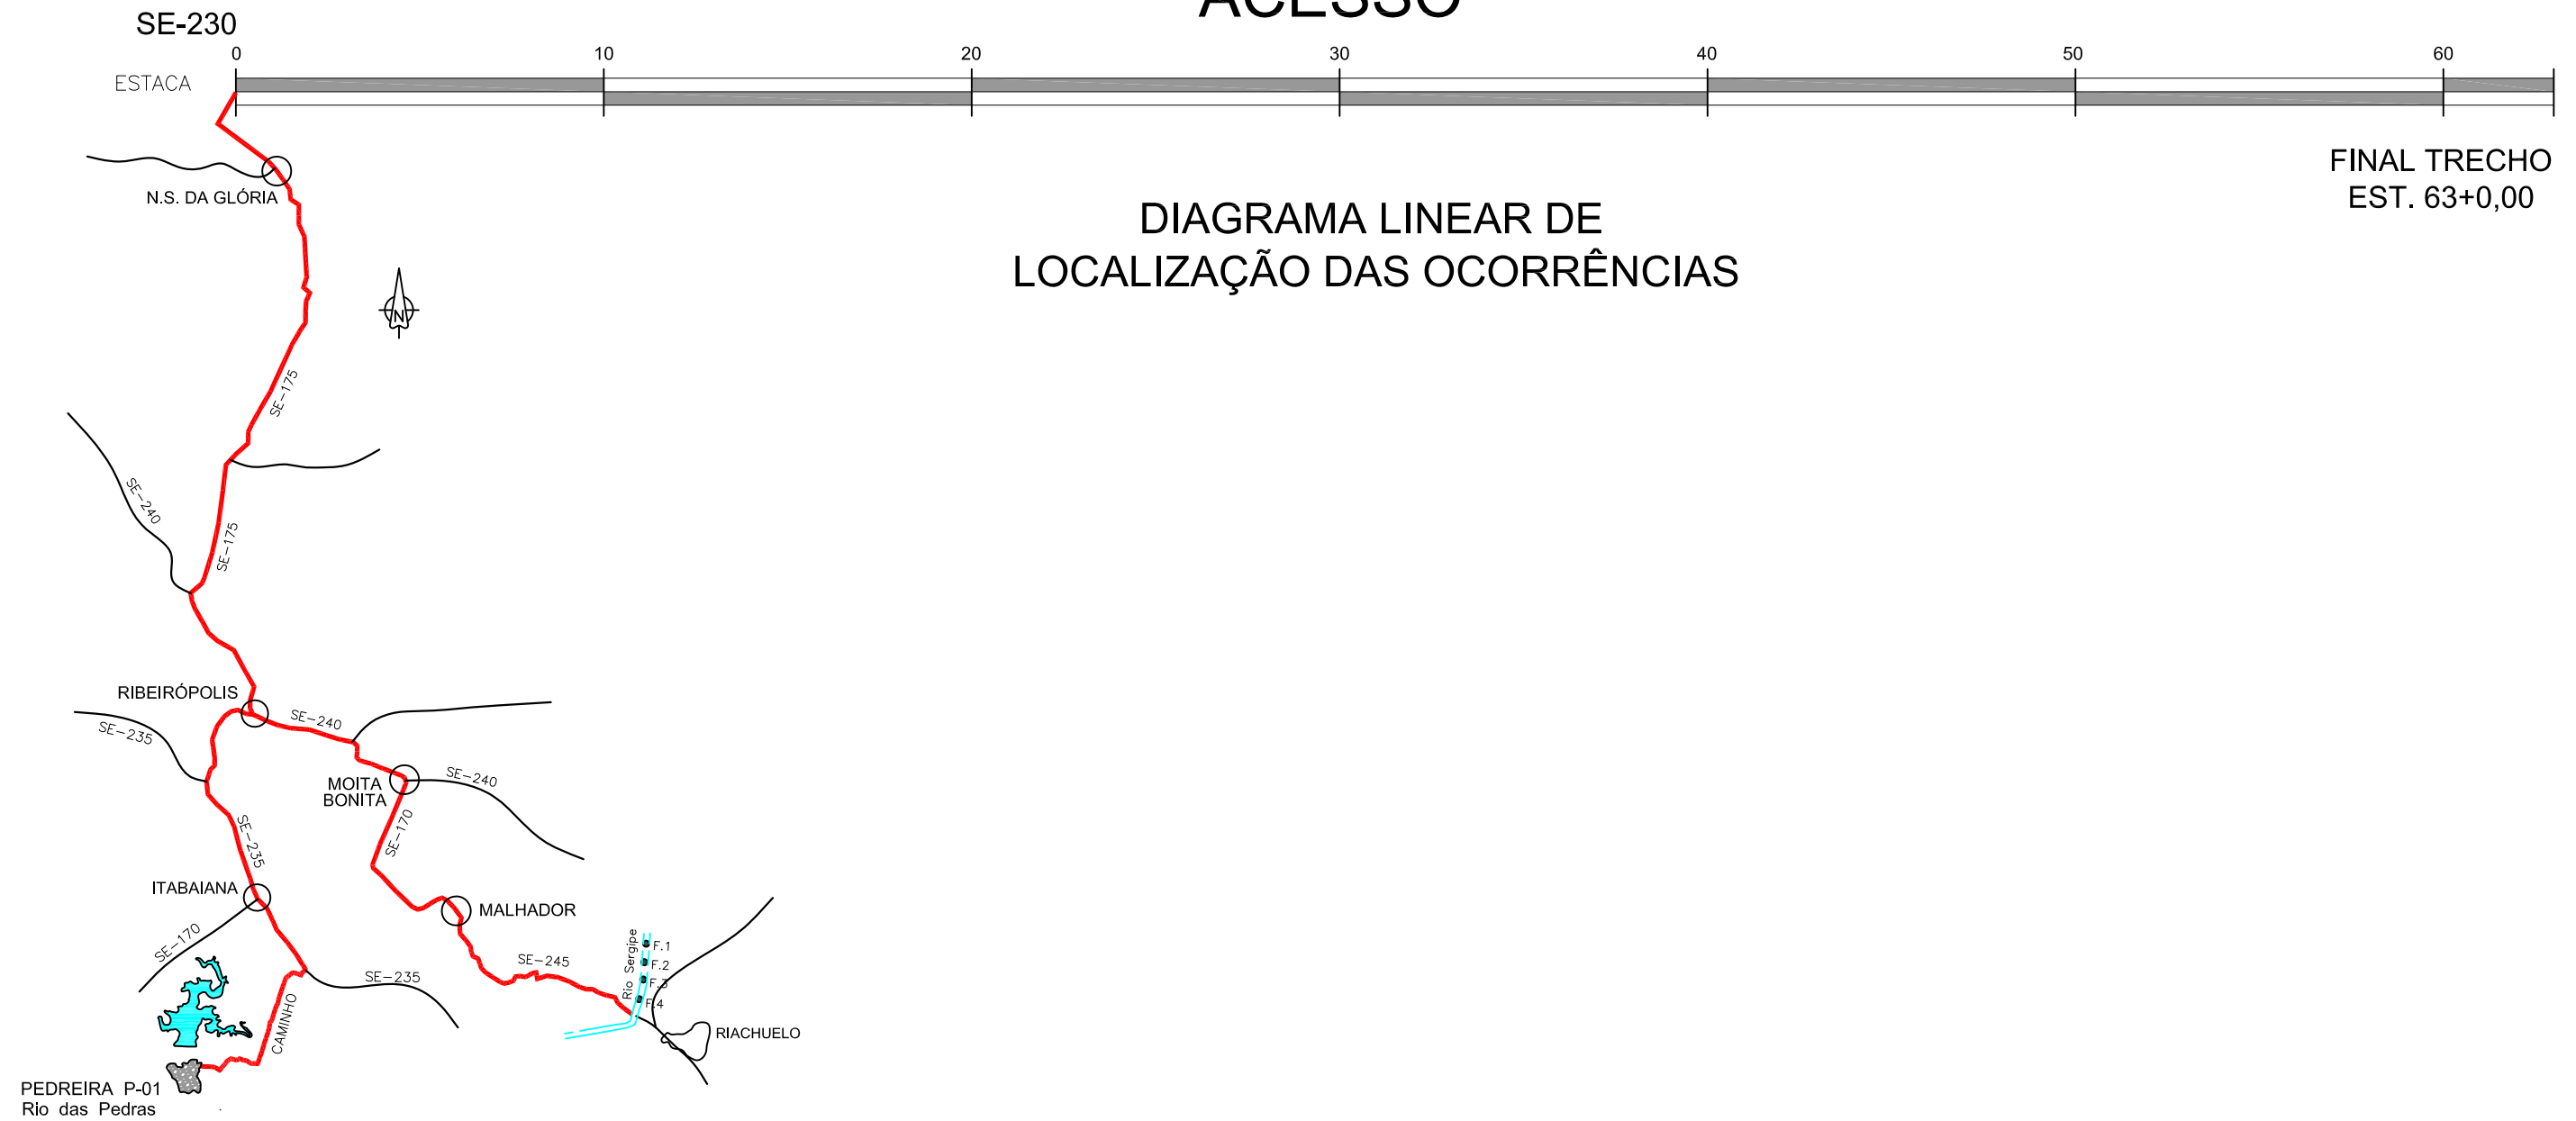 ACESSO
SE-230
0 10 20 30 40 50 60
ESTACA
FINAL TRECHO
EST. 63+0,00
N.S. DA GLÓRIA
DIAGRAMA LINEAR DE
LOCALIZAÇÃO DAS OCORRÊNCIAS
N
SE-175
SE-240
SE-175
RIBEIRÓPOLIS
SE-240
SE-235
MOITA
BONITA
SE-240
SE-170
SE-235
ITABAIANA
MALHADOR
SE-170
Rio Sergipe
F.1
F.2
F.3
F.4
SE-245
SE-235
CAMINHO
RIACHUELO
PEDREIRA P-01
Rio das Pedras